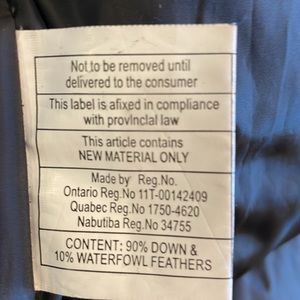 Not to be removed until
delivered to the consumer
This label is afixed in compliance
with provincial law
This article contains
NEW MATERIAL ONLY
Made by Reg.No.
Ontario Reg.No 11T-00142409
Quabec Reg.No 1750-4620
Nabutiba Reg.No 34755
CONTENT: 90% DOWN &
10% WATERFOWL FEATHERS